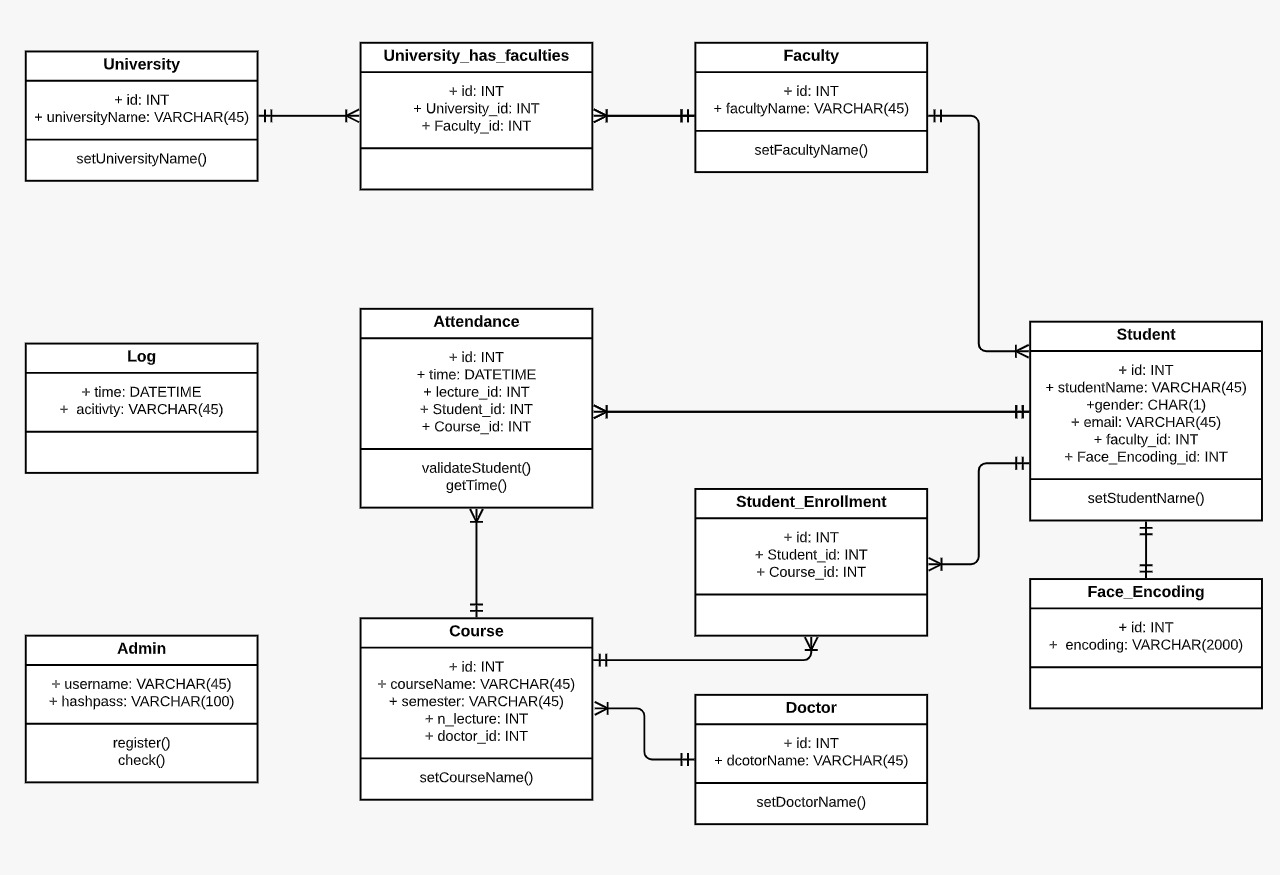 University
+ id: INT
+ universityName: VARCHAR(45)
setUniversityName()
University_has_faculties
+ id: INT
+ University_id: INT
+ Faculty_id: INT
Faculty
+ id: INT
+ facultyName: VARCHAR(45)
setFacultyName()
Log
+ time: DATETIME
+ acitivty: VARCHAR(45)
Attendance
+ id: INT
+ time: DATETIME
+ lecture_id: INT
+ Student_id: INT
+ Course_id: INT
validateStudent()
getTime()
Student
+ id: INT
+ studentName: VARCHAR(45)
+gender: CHAR(1)
+ email: VARCHAR(45)
+ faculty_id: INT
+ Face_Encoding_id: INT
setStudentName()
Student_Enrollment
+ id: INT
+ Student_id: INT
+ Course_id: INT
Face_Encoding
+ id: INT
+ encoding: VARCHAR(2000)
Admin
+ username: VARCHAR(45)
+ hashpass: VARCHAR(100)
register()
check()
Course
+ id: INT
+ courseName: VARCHAR(45)
+ semester: VARCHAR(45)
+ n_lecture: INT
+ doctor_id: INT
setCourseName()
Doctor
+ id: INT
+ dcotorName: VARCHAR(45)
setDoctorName()